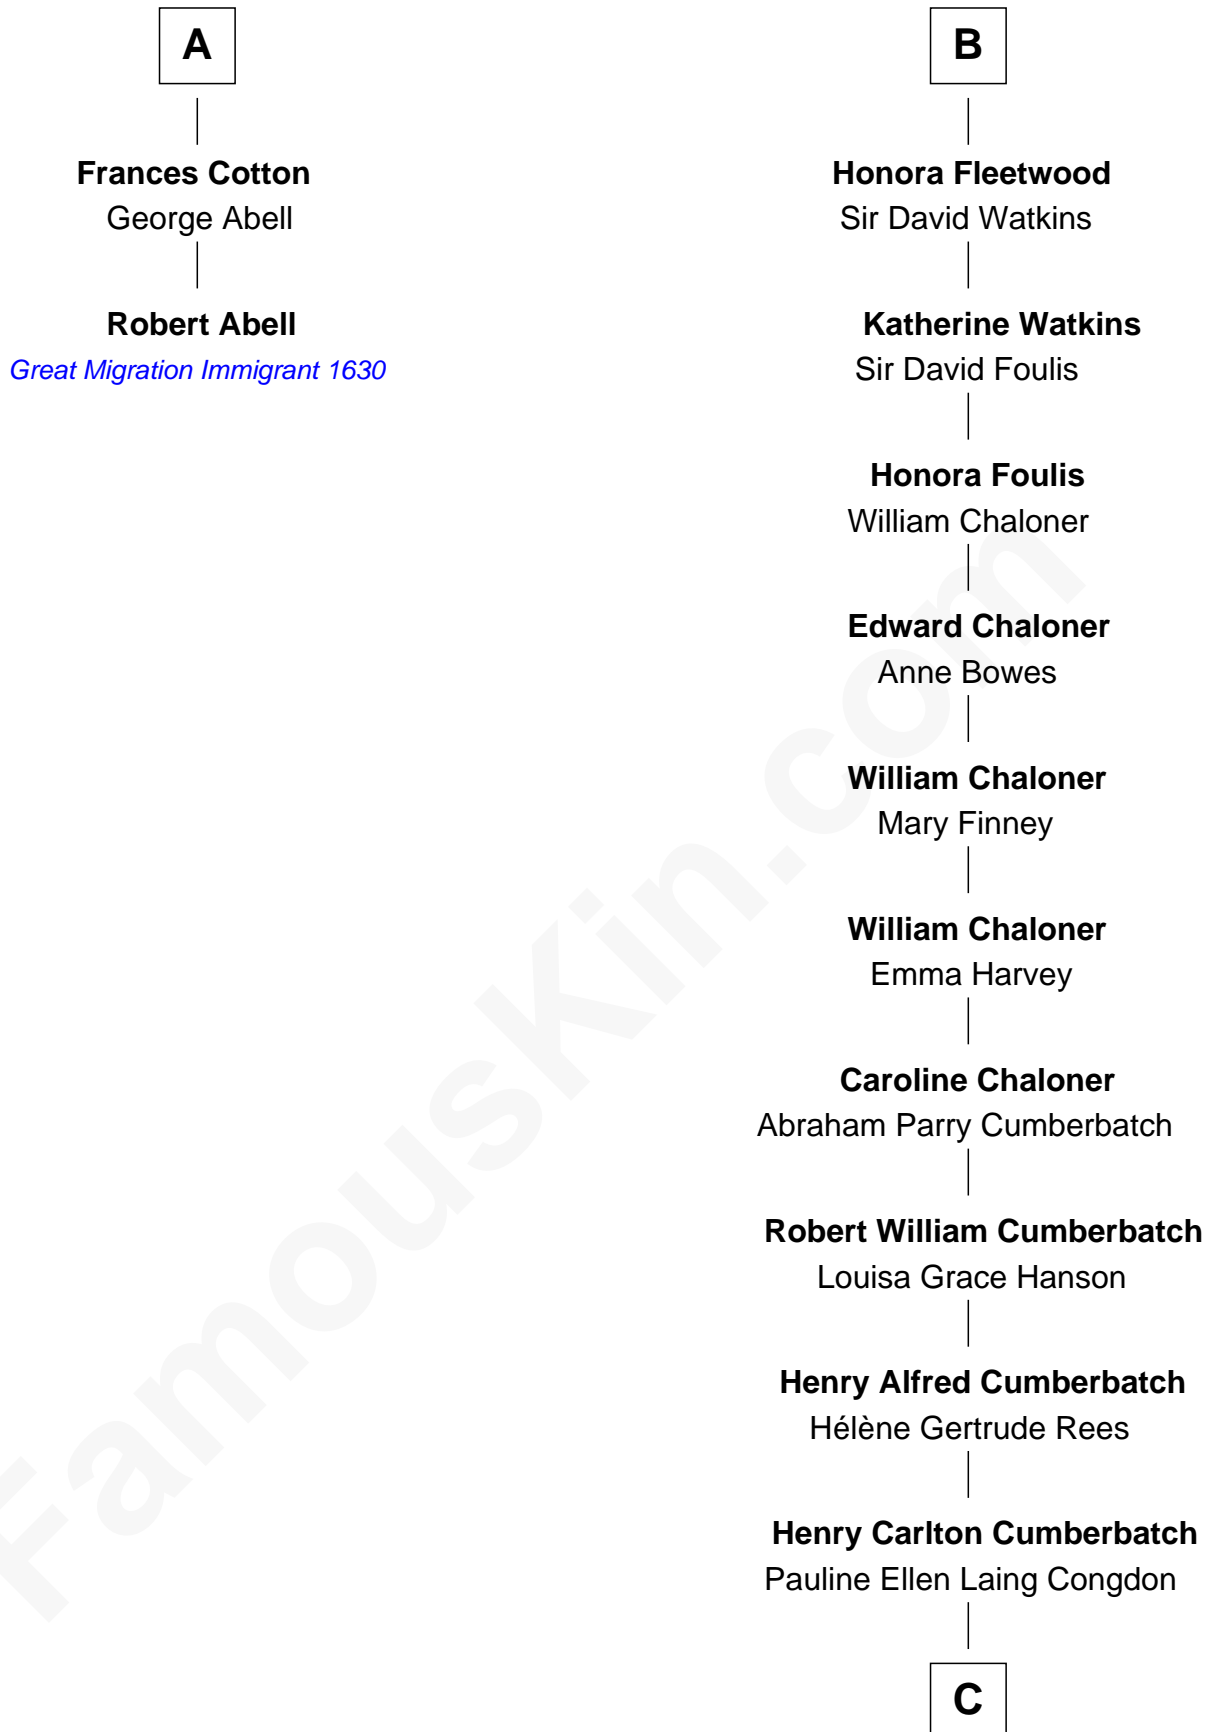 A
Frances Cotton
George Abell
Robert Abell
Great Migration Immigrant 1630
B
Honora Fleetwood
Sir David Watkins
Katherine Watkins
Sir David Foulis
Honora Foulis
William Chaloner
Edward Chaloner
Anne Bowes
William Chaloner
Mary Finney
William Chaloner
Emma Harvey
Caroline Chaloner
Abraham Parry Cumberbatch
Robert William Cumberbatch
Louisa Grace Hanson
Henry Alfred Cumberbatch
Hélène Gertrude Rees
Henry Carlton Cumberbatch
Pauline Ellen Laing Congdon
C
FamousKin.com